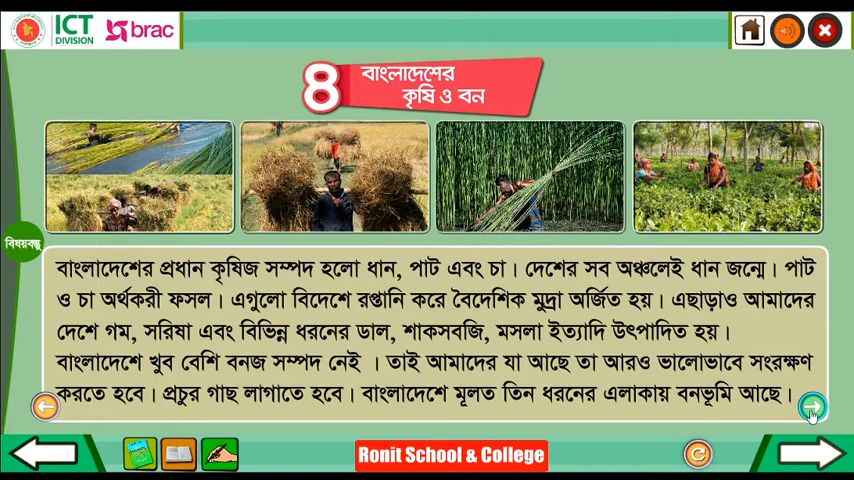 ICT
DIVISION
brac
৪
বাংলাদেশের
কৃষি ও বন
বিষয়বস্তু
বাংলাদেশের প্রধান কৃষিজ সম্পদ হলো ধান, পাট এবং চা। দেশের সব অঞ্চলেই ধান জন্মে। পাট
ও চা অর্থকরী ফসল। এগুলো বিদেশে রপ্তানি করে বৈদেশিক মুদ্রা অর্জিত হয়। এছাড়াও আমাদের
দেশে গম, সরিষা এবং বিভিন্ন ধরনের ডাল, শাকসবজি, মসলা ইত্যাদি উৎপাদিত হয়।
বাংলাদেশে খুব বেশি বনজ সম্পদ নেই । তাই আমাদের যা আছে তা আরও ভালোভাবে সংরক্ষণ
করতে হবে। প্রচুর গাছ লাগাতে হবে। বাংলাদেশে মূলত তিন ধরনের এলাকায় বনভূমি আছে।
Ronit School & College